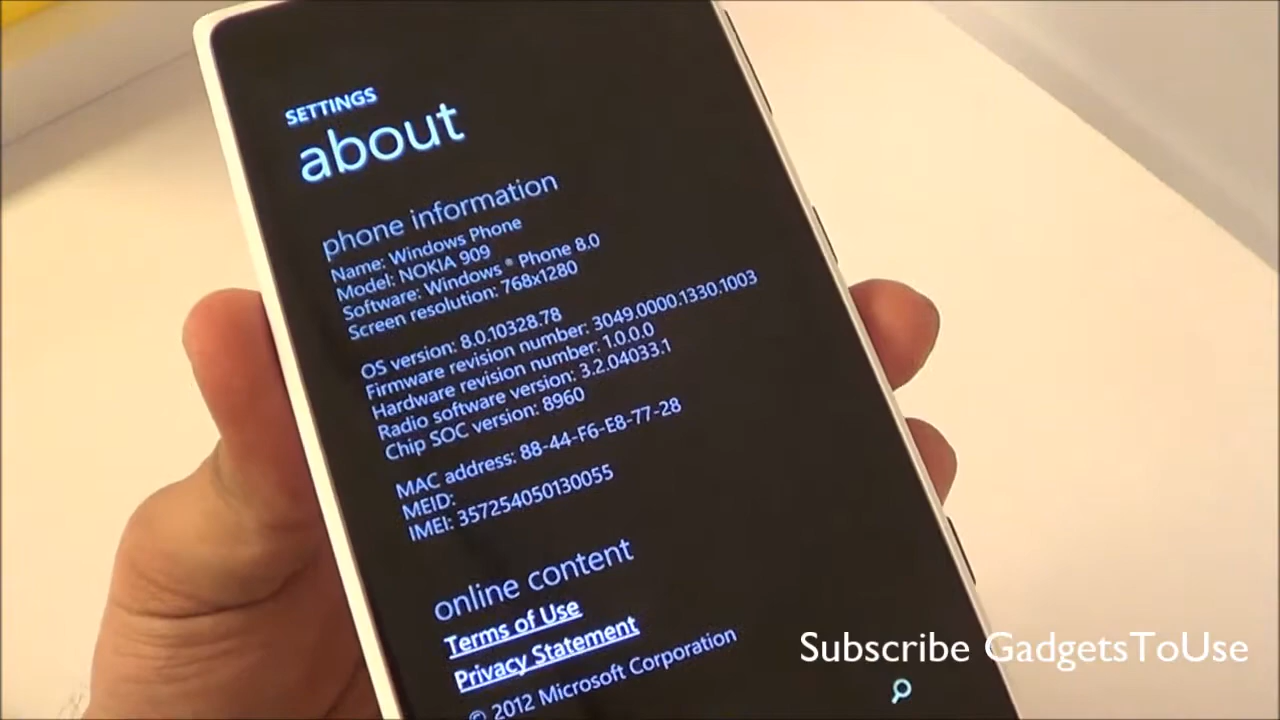 SETTINGS
about
phone information
Name: Windows Phone
Model: NOKIA 909
Software: Windows® Phone 8.0
Screen resolution: 768x1280
OS version: 8.0.10328.78
Firmware revision number: 3049.0000.1330.1003
Hardware revision number: 1.0.0.0
Radio software version: 3.2.04033.1
Chip SOC version: 8960
MAC address: 88-44-F6-E8-77-28
MEID:
IMEI: 357254050130055
online content
Terms of Use
Privacy Statement
© 2012 Microsoft Corporation
Subscribe GadgetsToUse